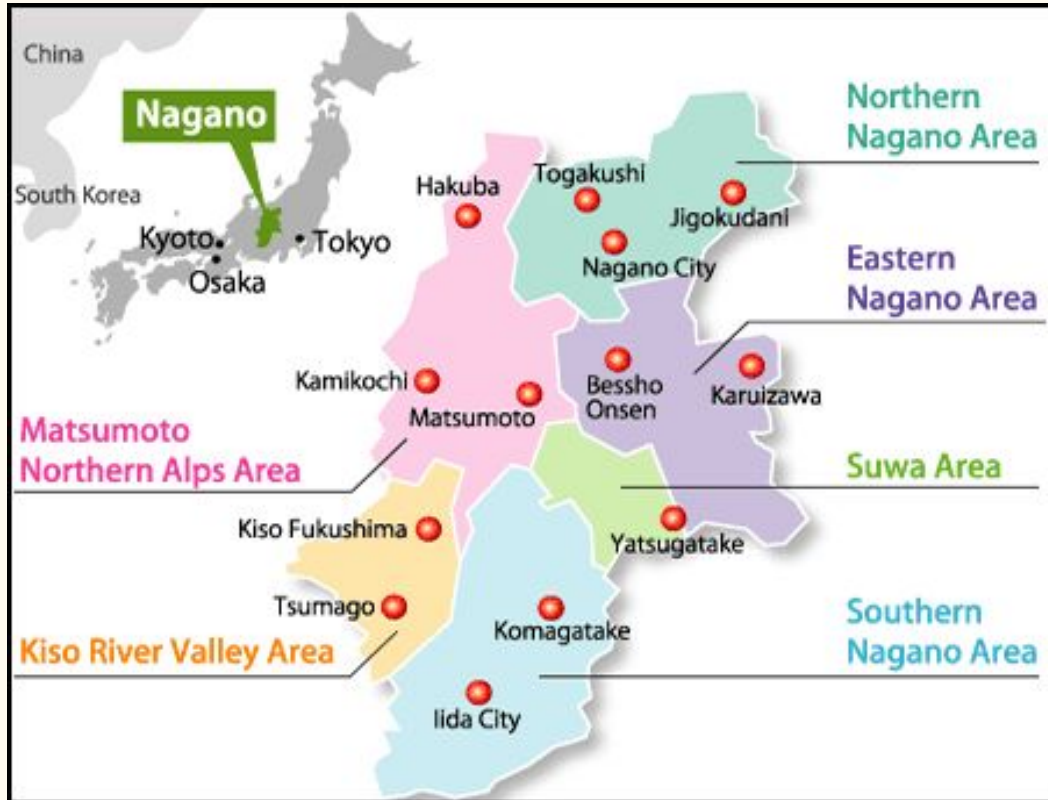 China
Nagano
South Korea
Kyoto
Tokyo
Osaka
Northern
Nagano Area
Hakuba
Togakushi
Jigokudani
Nagano City
Eastern
Nagano Area
Kamikochi
Matsumoto
Bessho
Onsen
Karuizawa
Matsumoto
Northern Alps Area
Suwa Area
Kiso Fukushima
Yatsugatake
Tsumago
Komagatake
Southern
Nagano Area
Kiso River Valley Area
Iida City